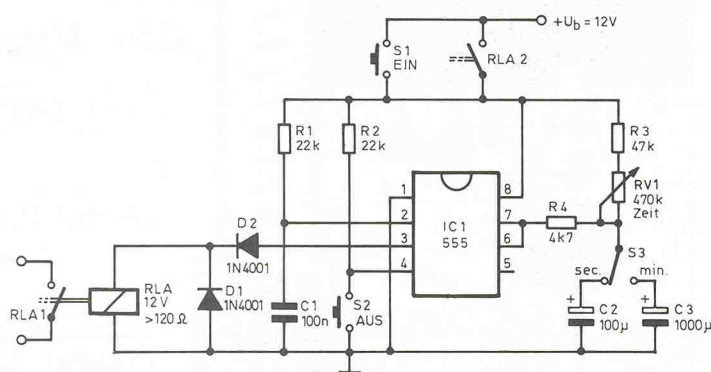 +Ub = 12V
S1
EIN
RLA 2
R1
22k
R2
22k
R3
47k
RV1
470k
Zeit
1
2
3
4
IC1
555
8
7
6
5
R4
4k7
D2
1N4001
D1
1N4001
RLA1
RLA
12V
>120 Ω
C1
100n
S2
AUS
S3
sec.
min.
+
C2
100µ
+
C3
1000µ